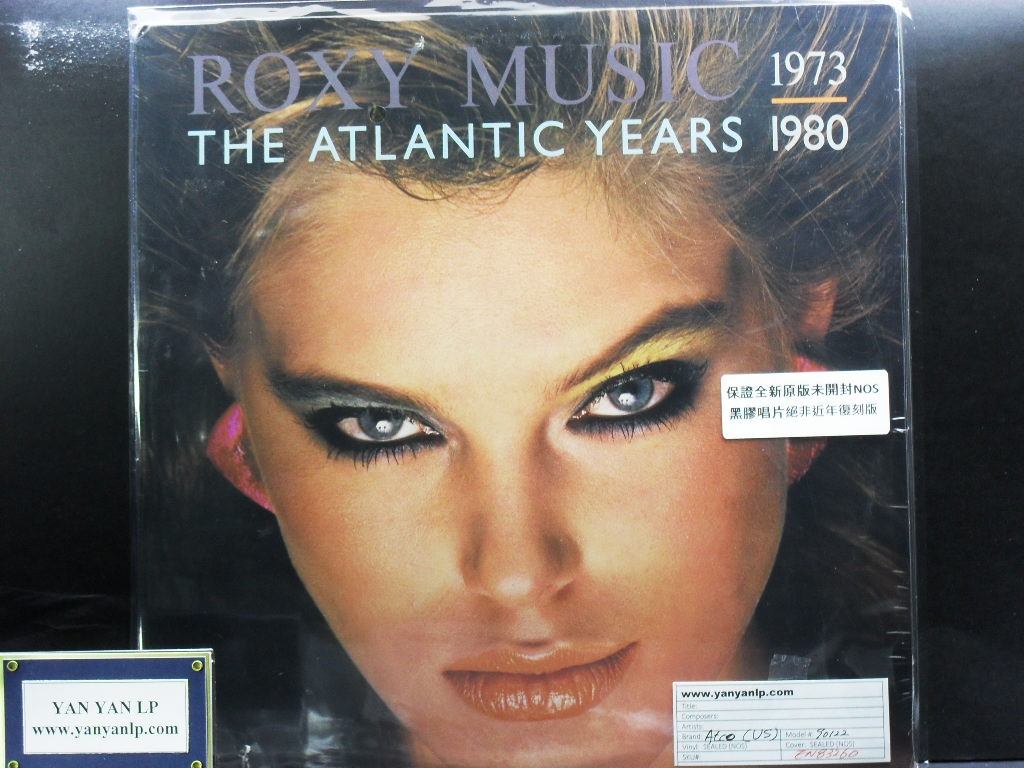 ROXY MUSIC
THE ATLANTIC YEARS
1973
1980
保證全新原版未開封NOS
黑膠唱片絕非近年復刻版
YAN YAN LP
www.yanyanlp.com
www.yanyanlp.com
Title:
Composers:
Artists:
Brand: Atco (US) Model #: 90122
Vinyl: SEALED (NOS) Cover: SEALED (NOS)
SKU#: